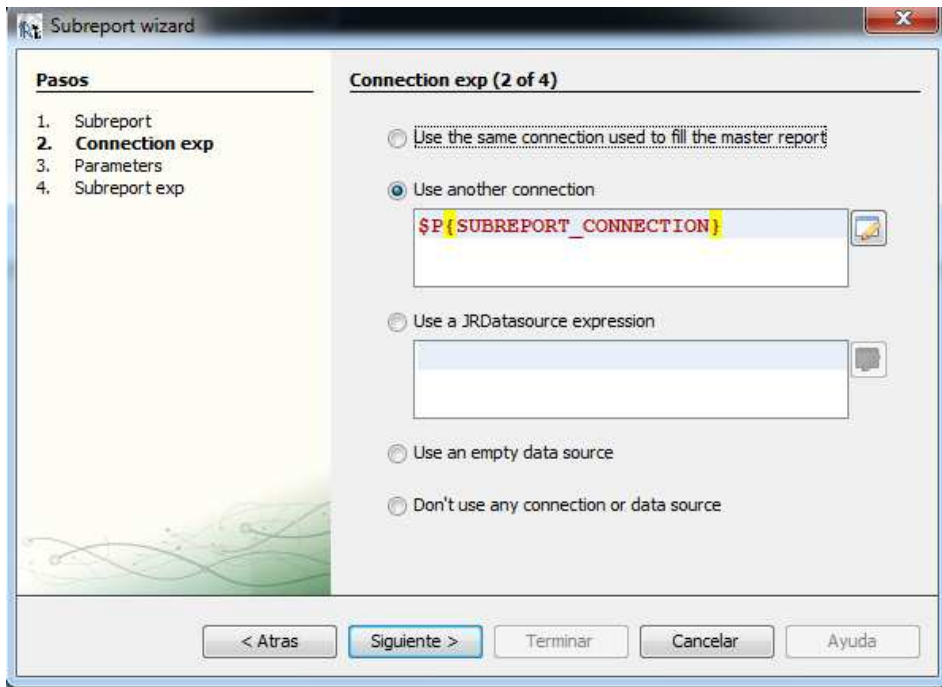 Subreport wizard
Pasos
1. Subreport
2. Connection exp
3. Parameters
4. Subreport exp
Connection exp (2 of 4)
Use the same connection used to fill the master report
Use another connection
$P{SUBREPORT_CONNECTION}
Use a JRDatasource expression
Use an empty data source
Don't use any connection or data source
< Atras
Siguiente >
Terminar
Cancelar
Ayuda